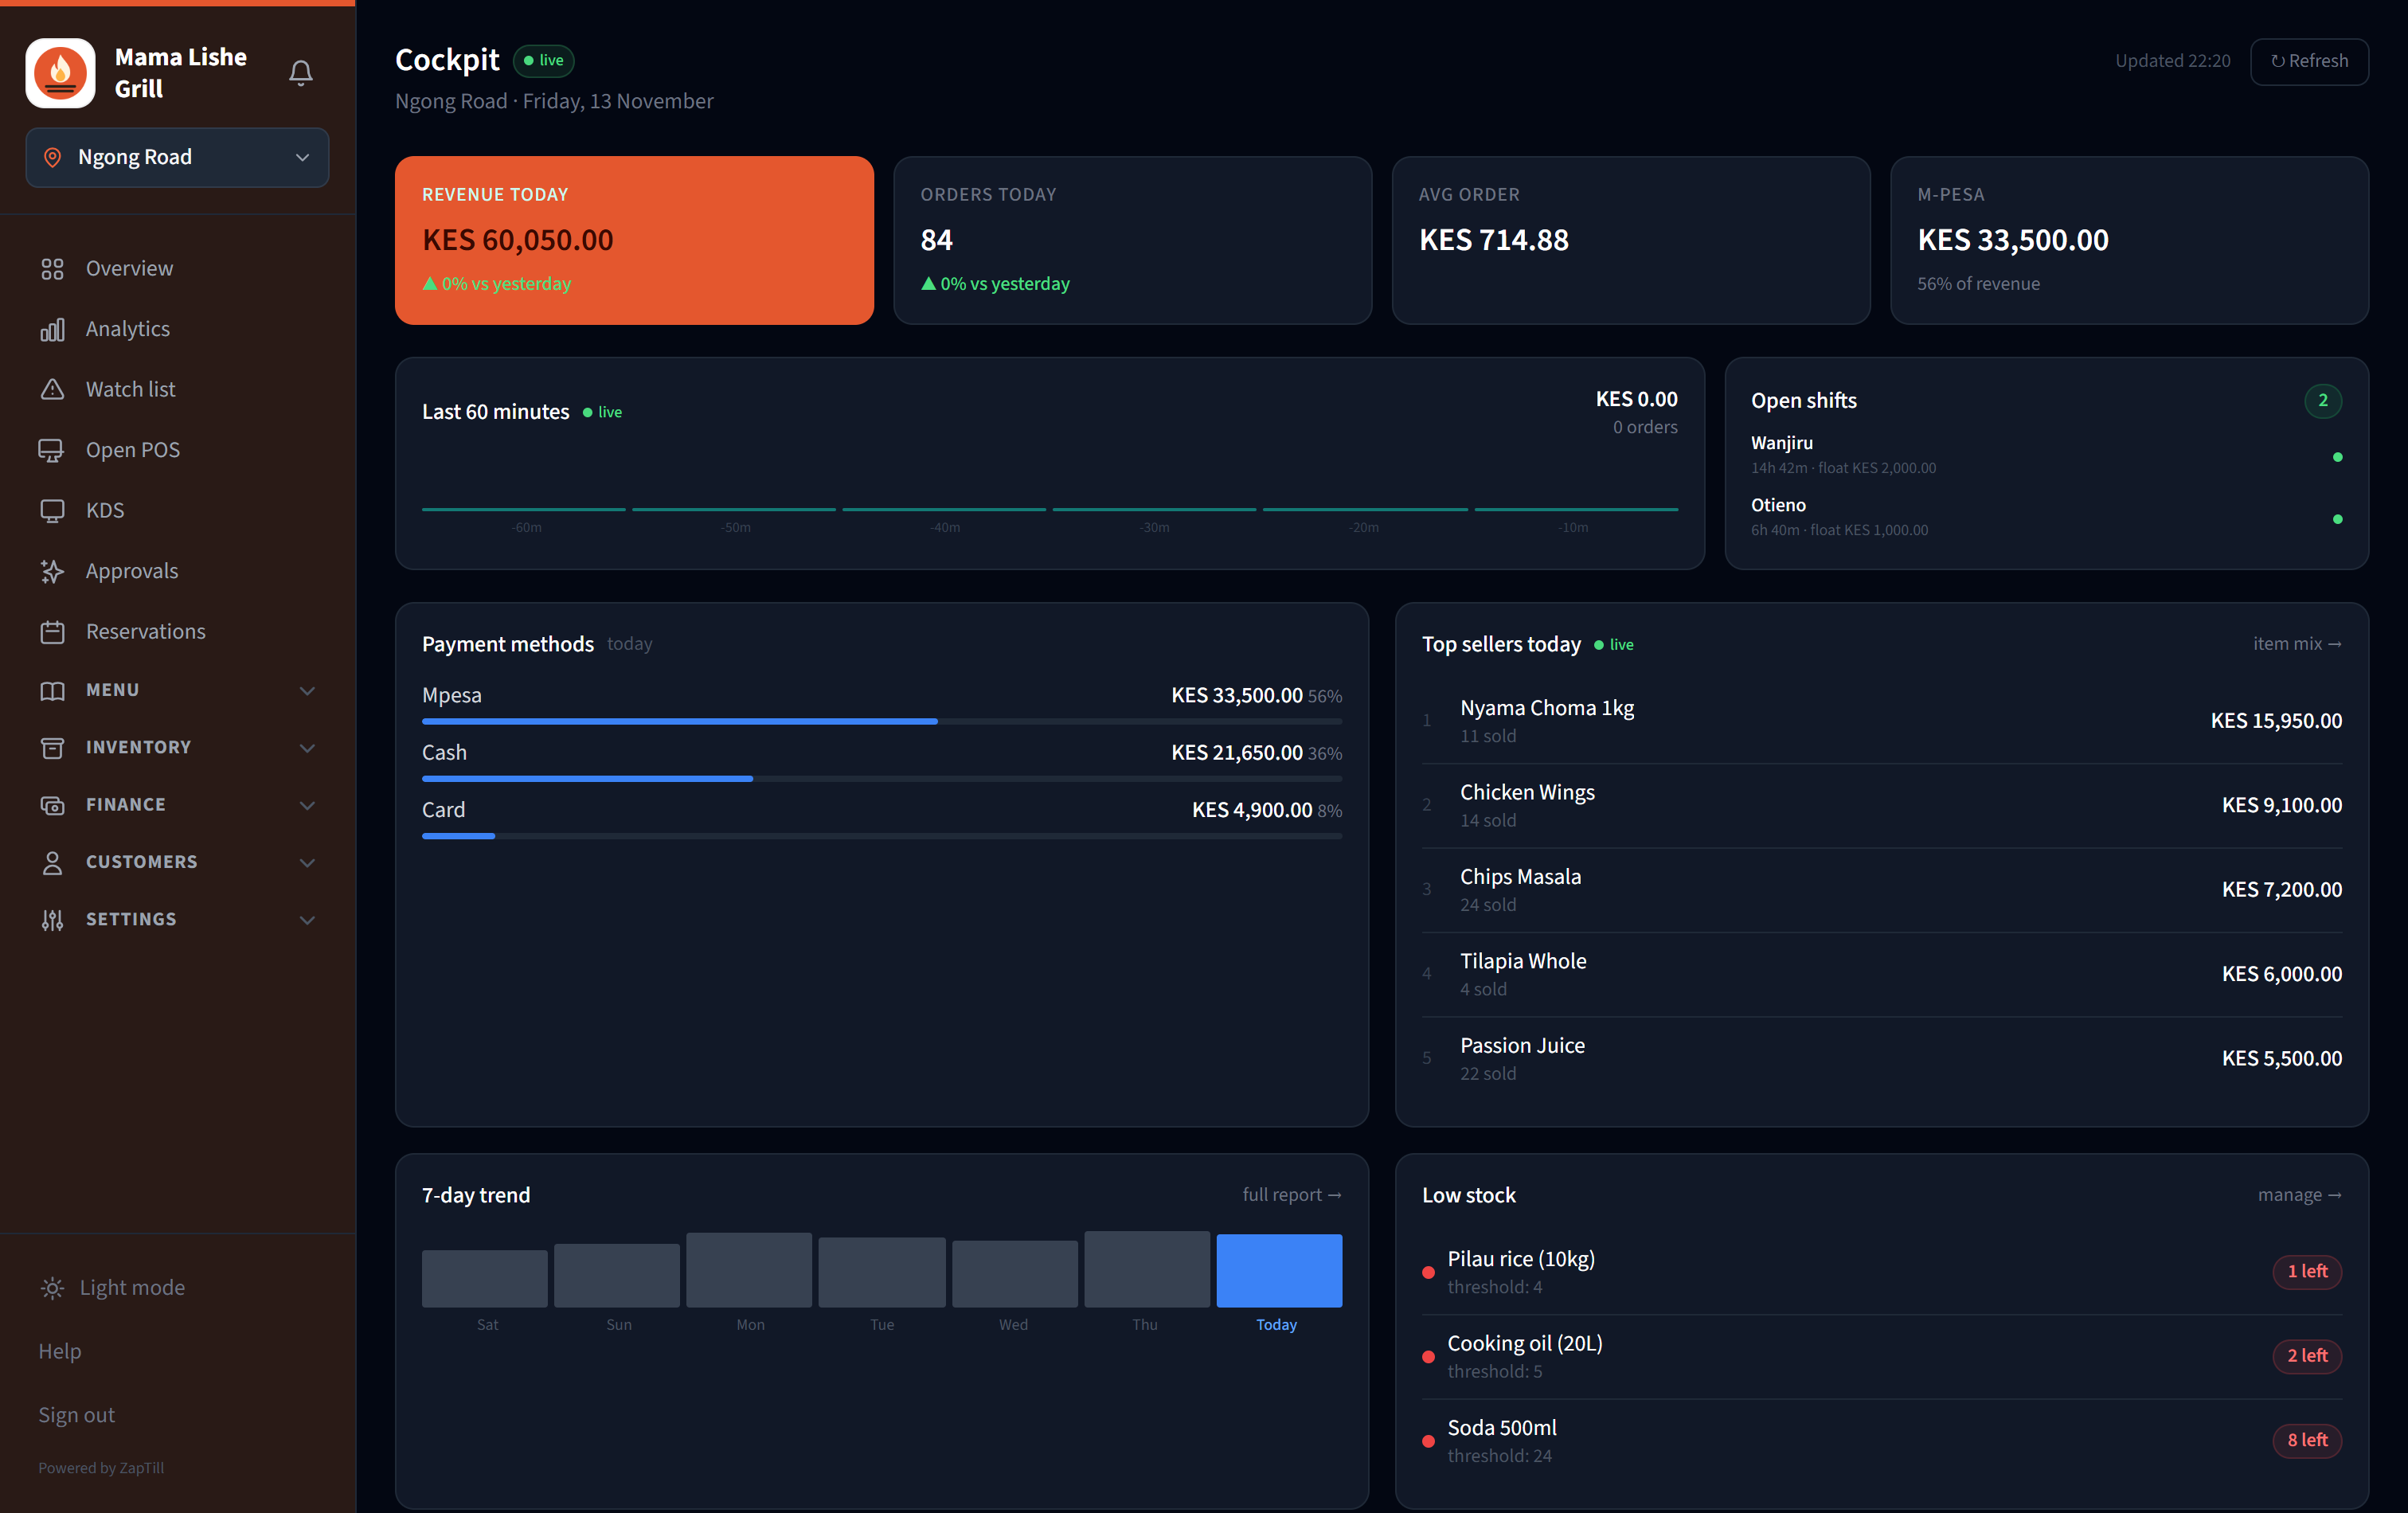 Mama Lishe
Grill
Ngong Road
Overview
Analytics
Watch list
Open POS
KDS
Approvals
Reservations
MENU
INVENTORY
FINANCE
CUSTOMERS
SETTINGS
Light mode
Help
Sign out
Powered by ZapTill
Cockpit live
Updated 22:20 ↻ Refresh
Ngong Road · Friday, 13 November
REVENUE TODAY
KES 60,050.00
▲ 0% vs yesterday
ORDERS TODAY
84
▲ 0% vs yesterday
AVG ORDER
KES 714.88
M-PESA
KES 33,500.00
56% of revenue
Last 60 minutes live
KES 0.00
0 orders
-60m -50m -40m -30m -20m -10m
Open shifts 2
Wanjiru
14h 42m · float KES 2,000.00
Otieno
6h 40m · float KES 1,000.00
Payment methods today
Mpesa KES 33,500.00 56%
Cash KES 21,650.00 36%
Card KES 4,900.00 8%
Top sellers today live item mix →
1 Nyama Choma 1kg KES 15,950.00
11 sold
2 Chicken Wings KES 9,100.00
14 sold
3 Chips Masala KES 7,200.00
24 sold
4 Tilapia Whole KES 6,000.00
4 sold
5 Passion Juice KES 5,500.00
22 sold
7-day trend full report →
Sat Sun Mon Tue Wed Thu Today
Low stock manage →
Pilau rice (10kg) 1 left
threshold: 4
Cooking oil (20L) 2 left
threshold: 5
Soda 500ml 8 left
threshold: 24